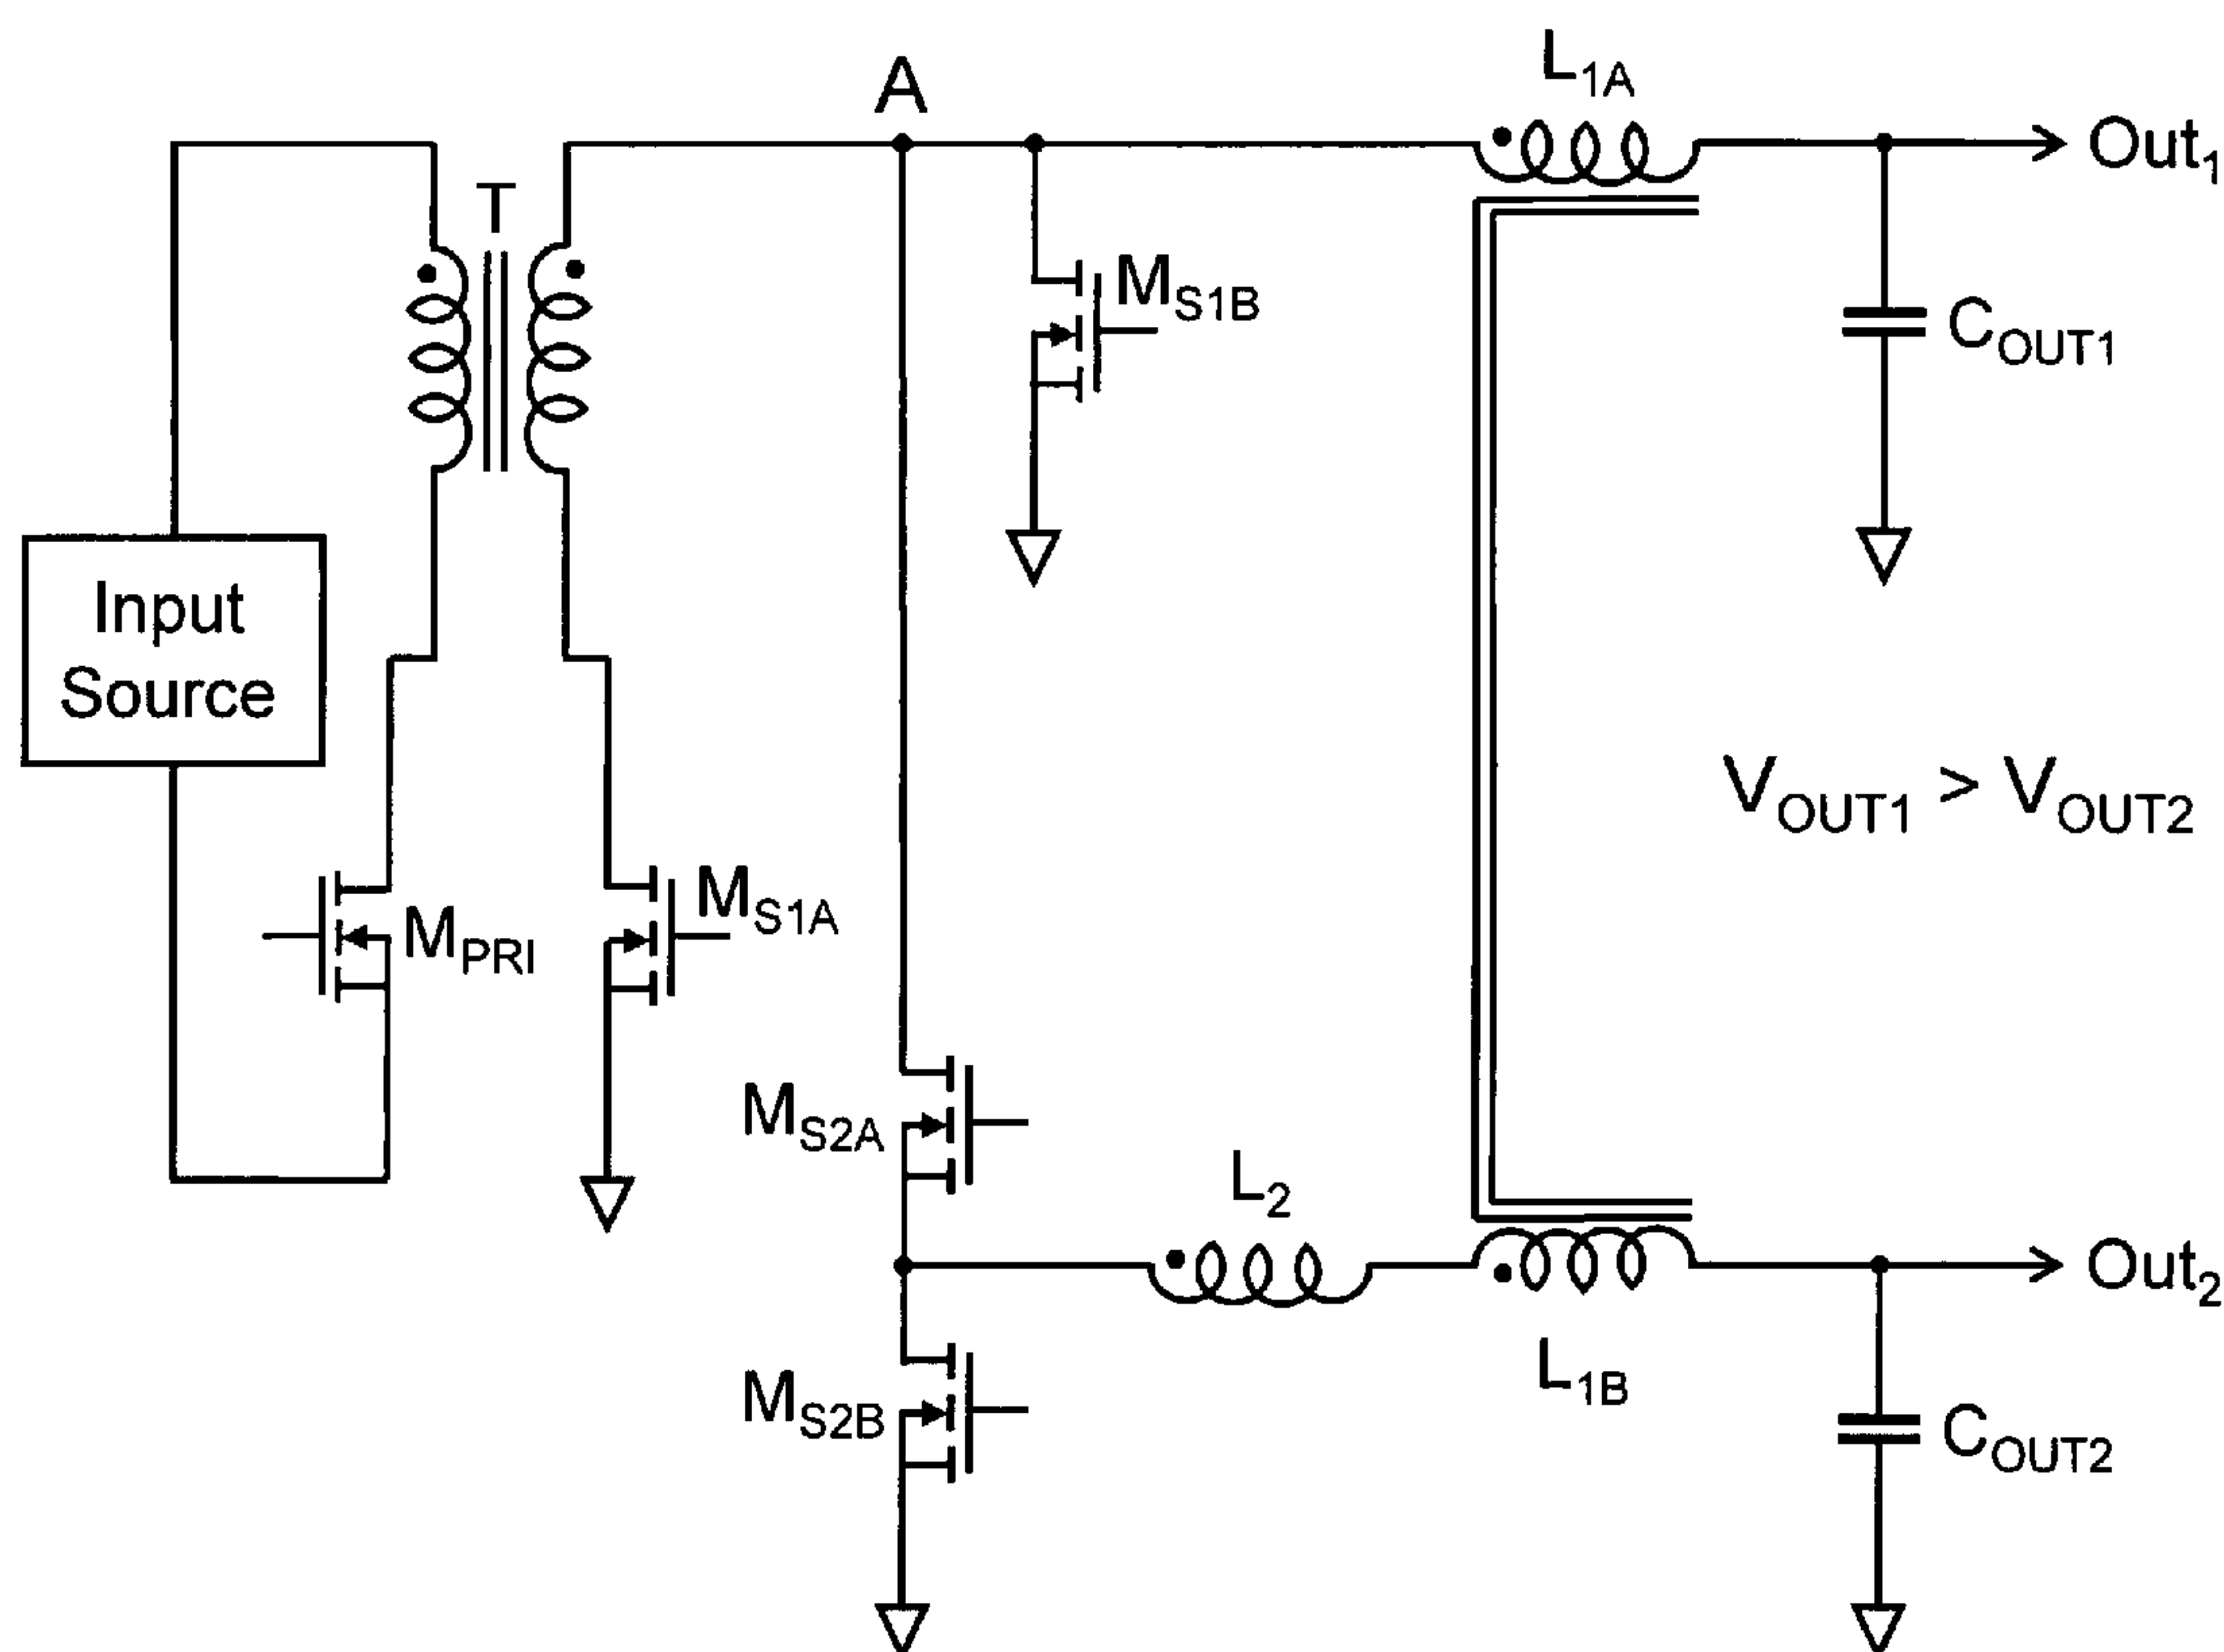 A
L1A
Out1
T
MS1B
COUT1
Input
Source
VOUT1 > VOUT2
MPRI
MS1A
MS2A
L2
Out2
L1B
MS2B
COUT2